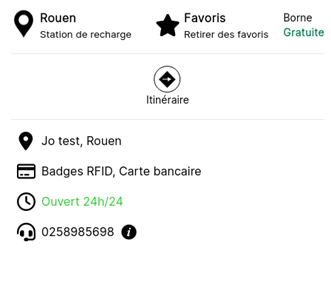 Rouen
Station de recharge
Favoris
Retirer des favoris
Borne
Gratuite
Itinéraire
Jo test, Rouen
Badges RFID, Carte bancaire
Ouvert 24h/24
0258985698 i